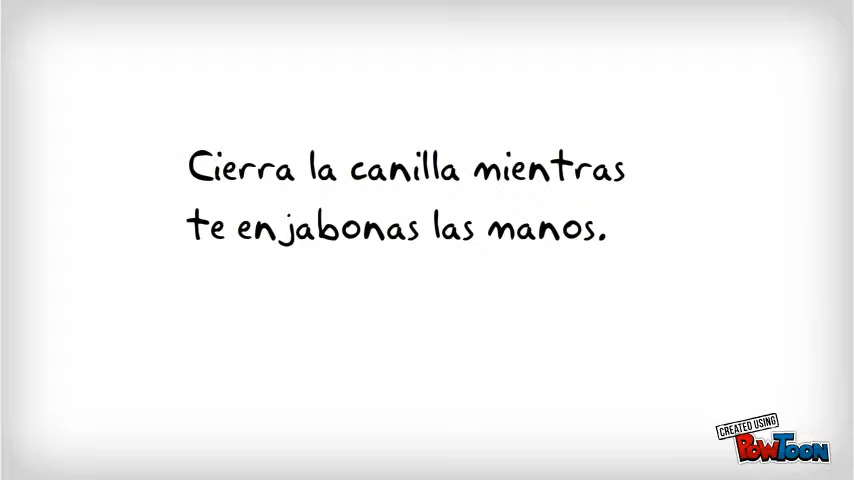 Cierra la canilla mientras
te enjabonas las manos.
CREATED USING
POWTOON